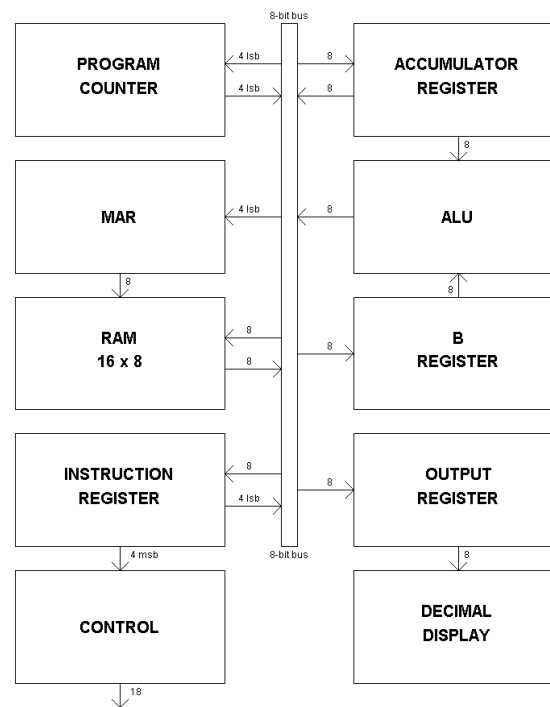 8-bit bus
PROGRAM
COUNTER
4 lsb
4 lsb
8
8
ACCUMULATOR
REGISTER
8
MAR
4 lsb
8
ALU
8
8
RAM
16 x 8
8
8
8
B
REGISTER
INSTRUCTION
REGISTER
8
4 lsb
8
OUTPUT
REGISTER
4 msb
8-bit bus
8
CONTROL
DECIMAL
DISPLAY
18